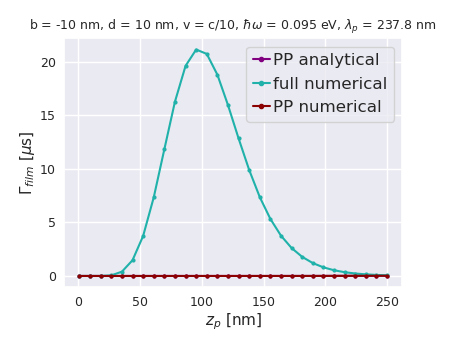 b = -10 nm, d = 10 nm, v = c/10, ℏω = 0.095 eV, λₚ = 237.8 nm
PP analytical
full numerical
PP numerical
Γ_film [μs]
20
15
10
5
0
0 50 100 150 200 250
zₚ [nm]